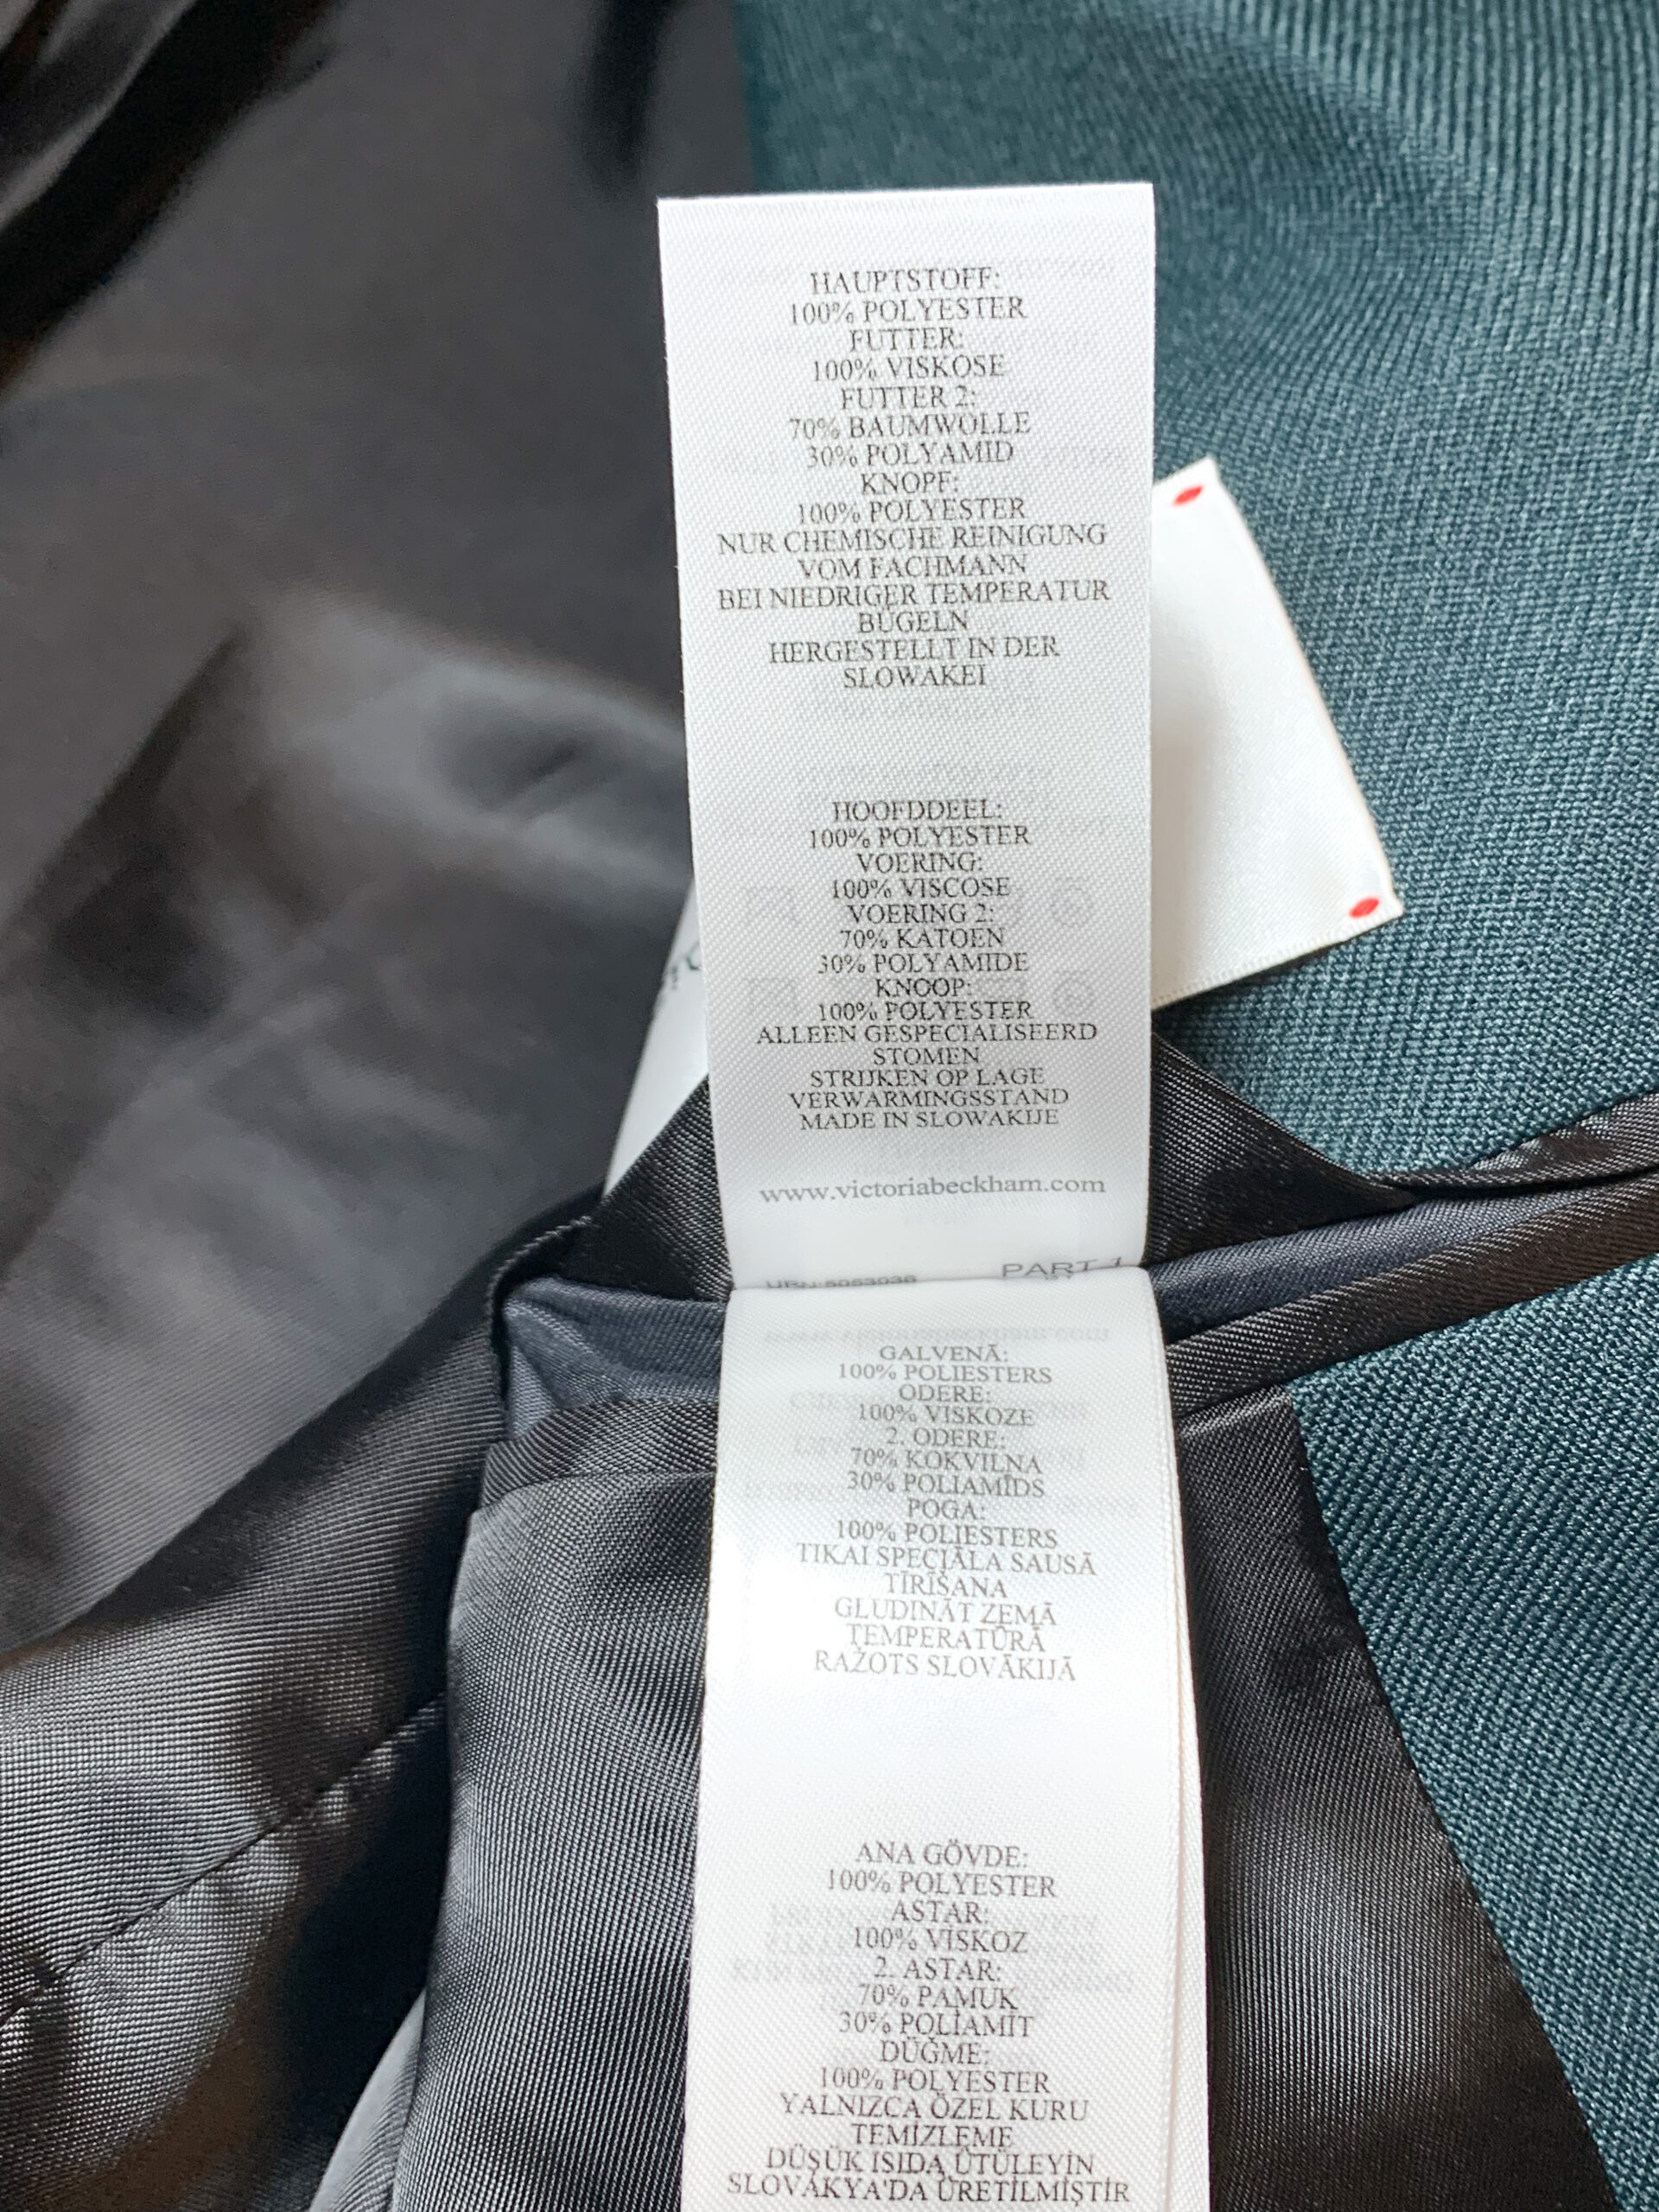 HAUPTSTOFF:
100% POLYESTER
FUTTER:
100% VISKOSE
FUTTER 2:
70% BAUMWOLLE
30% POLYAMID
KNOPF:
100% POLYESTER
NUR CHEMISCHE REINIGUNG
VOM FACHMANN
BEI NIEDRIGER TEMPERATUR
BÜGELN
HERGESTELLT IN DER
SLOWAKEI
HOOFDDEEL:
100% POLYESTER
VOERING:
100% VISCOSE
VOERING 2:
70% KATOEN
30% POLYAMIDE
KNOOP:
100% POLYESTER
ALLEEN GESPECIALISEERD
STOMEN
STRIJKEN OP LAGE
VERWARMINGSSTAND
MADE IN SLOWAKIJE
www.victoriabeckham.com
PART 1
GALVENĀ:
100% POLIESTERS
ODERE:
100% VISKOZE
2. ODERE:
70% KOKVILNA
30% POLIAMĪDS
POGA:
100% POLIESTERS
TIKAI SPECIĀLA SAUSĀ
TĪRĪŠANA
GLUDINĀT ZEMĀ
TEMPERATŪRĀ
RAŽOTS SLOVĀKIJĀ
ANA GÖVDE:
100% POLYESTER
ASTAR:
100% VİSKOZ
2. ASTAR:
70% PAMUK
30% POLİAMİT
DÜĞME:
100% POLYESTER
YALNIZCA ÖZEL KURU
TEMİZLEME
DÜŞÜK ISIDA ÜTÜLEYİN
SLOVAKYA'DA ÜRETİLMİŞTİR